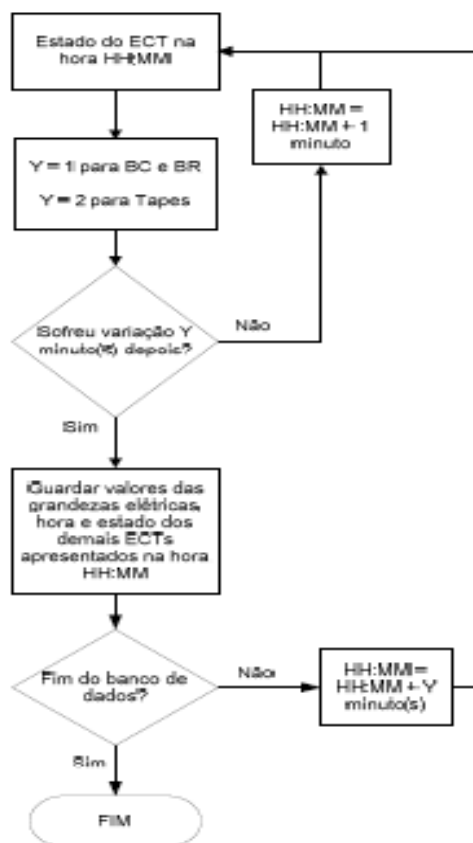 Estado do ECT na
hora HH:MM
HH:MM =
HH:MM + 1
minuto
Y = 1 para BC e BR
Y = 2 para Tapes
Sofreu variação Y
minuto(s) depois?
Não
Sim
Guardar valores das
grandezas elétricas,
hora e estado dos
demais ECTs
apresentados na hora
HH:MM
Fim do banco de
dados?
Não
HH:MM =
HH:MM + Y
minuto(s)
Sim
FIM